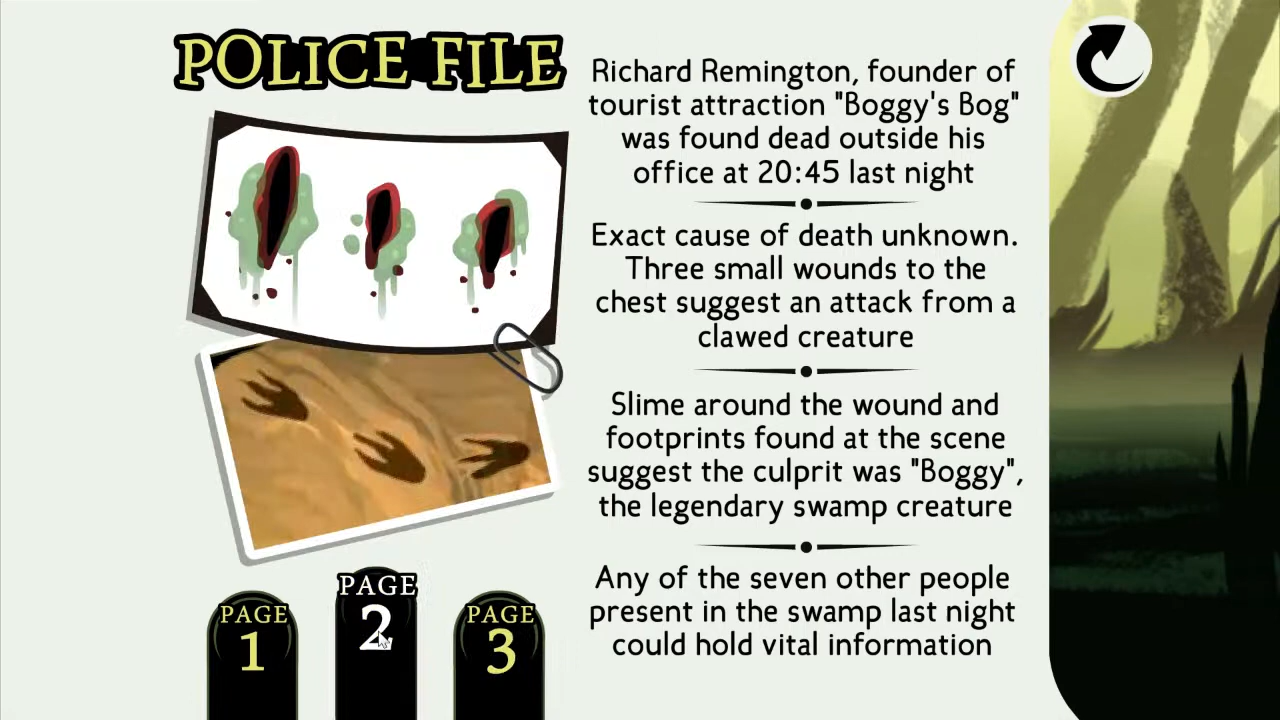 POLICE FILE
Richard Remington, founder of
tourist attraction "Boggy's Bog"
was found dead outside his
office at 20:45 last night
Exact cause of death unknown.
Three small wounds to the
chest suggest an attack from a
clawed creature
Slime around the wound and
footprints found at the scene
suggest the culprit was "Boggy",
the legendary swamp creature
Any of the seven other people
present in the swamp last night
could hold vital information
PAGE
1
PAGE
2
PAGE
3